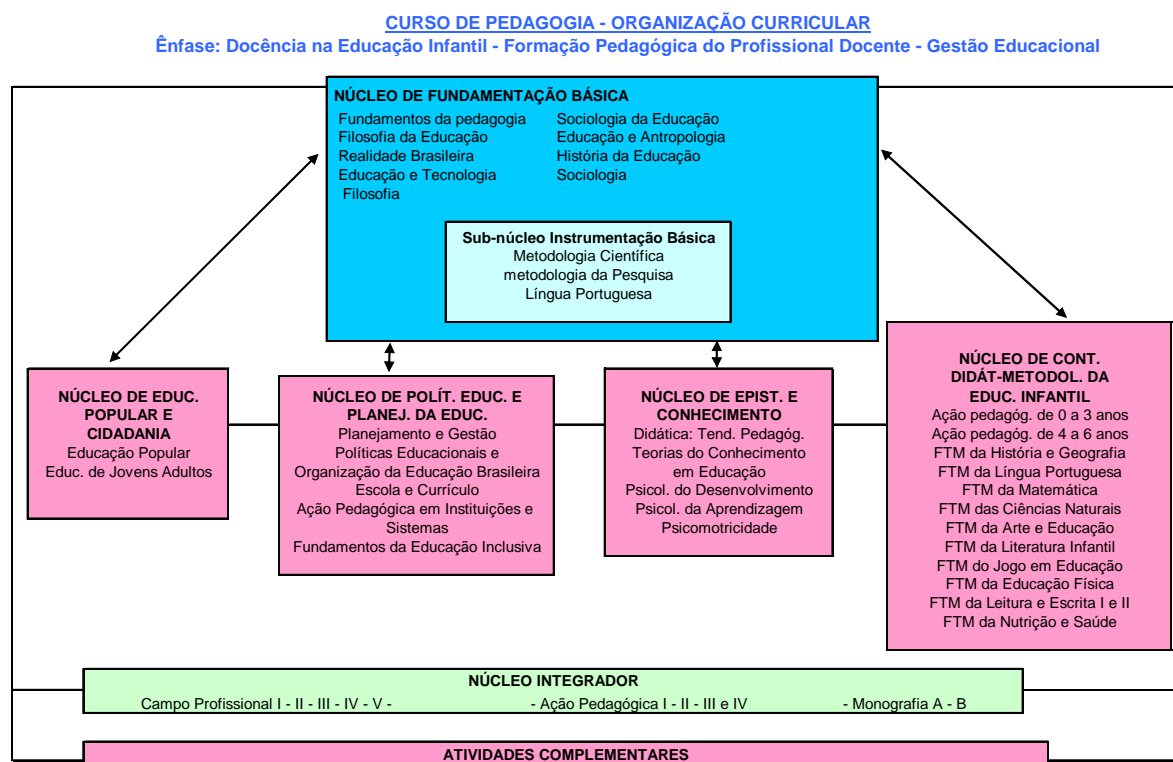 CURSO DE PEDAGOGIA - ORGANIZAÇÃO CURRICULAR
Ênfase: Docência na Educação Infantil - Formação Pedagógica do Profissional Docente - Gestão Educacional
NÚCLEO DE FUNDAMENTAÇÃO BÁSICA
Fundamentos da pedagogia
Filosofia da Educação
Realidade Brasileira
Educação e Tecnologia
Filosofia
Sociologia da Educação
Educação e Antropologia
História da Educação
Sociologia
Sub-núcleo Instrumentação Básica
Metodologia Científica
metodologia da Pesquisa
Língua Portuguesa
NÚCLEO DE EDUC.
POPULAR E
CIDADANIA
Educação Popular
Educ. de Jovens Adultos
NÚCLEO DE POLÍT. EDUC. E
PLANEJ. DA EDUC.
Planejamento e Gestão
Políticas Educacionais e
Organização da Educação Brasileira
Escola e Currículo
Ação Pedagógica em Instituições e
Sistemas
Fundamentos da Educação Inclusiva
NÚCLEO DE EPIST. E
CONHECIMENTO
Didática: Tend. Pedagóg.
Teorias do Conhecimento
em Educação
Psicol. do Desenvolvimento
Psicol. da Aprendizagem
Psicomotricidade
NÚCLEO DE CONT.
DIDÁT-METODOL. DA
EDUC. INFANTIL
Ação pedagóg. de 0 a 3 anos
Ação pedagóg. de 4 a 6 anos
FTM da História e Geografia
FTM da Língua Portuguesa
FTM da Matemática
FTM das Ciências Naturais
FTM da Arte e Educação
FTM da Literatura Infantil
FTM do Jogo em Educação
FTM da Educação Física
FTM da Leitura e Escrita I e II
FTM da Nutrição e Saúde
NÚCLEO INTEGRADOR
Campo Profissional I - II - III - IV - V - - Ação Pedagógica I - II - III e IV - Monografia A - B
ATIVIDADES COMPLEMENTARES